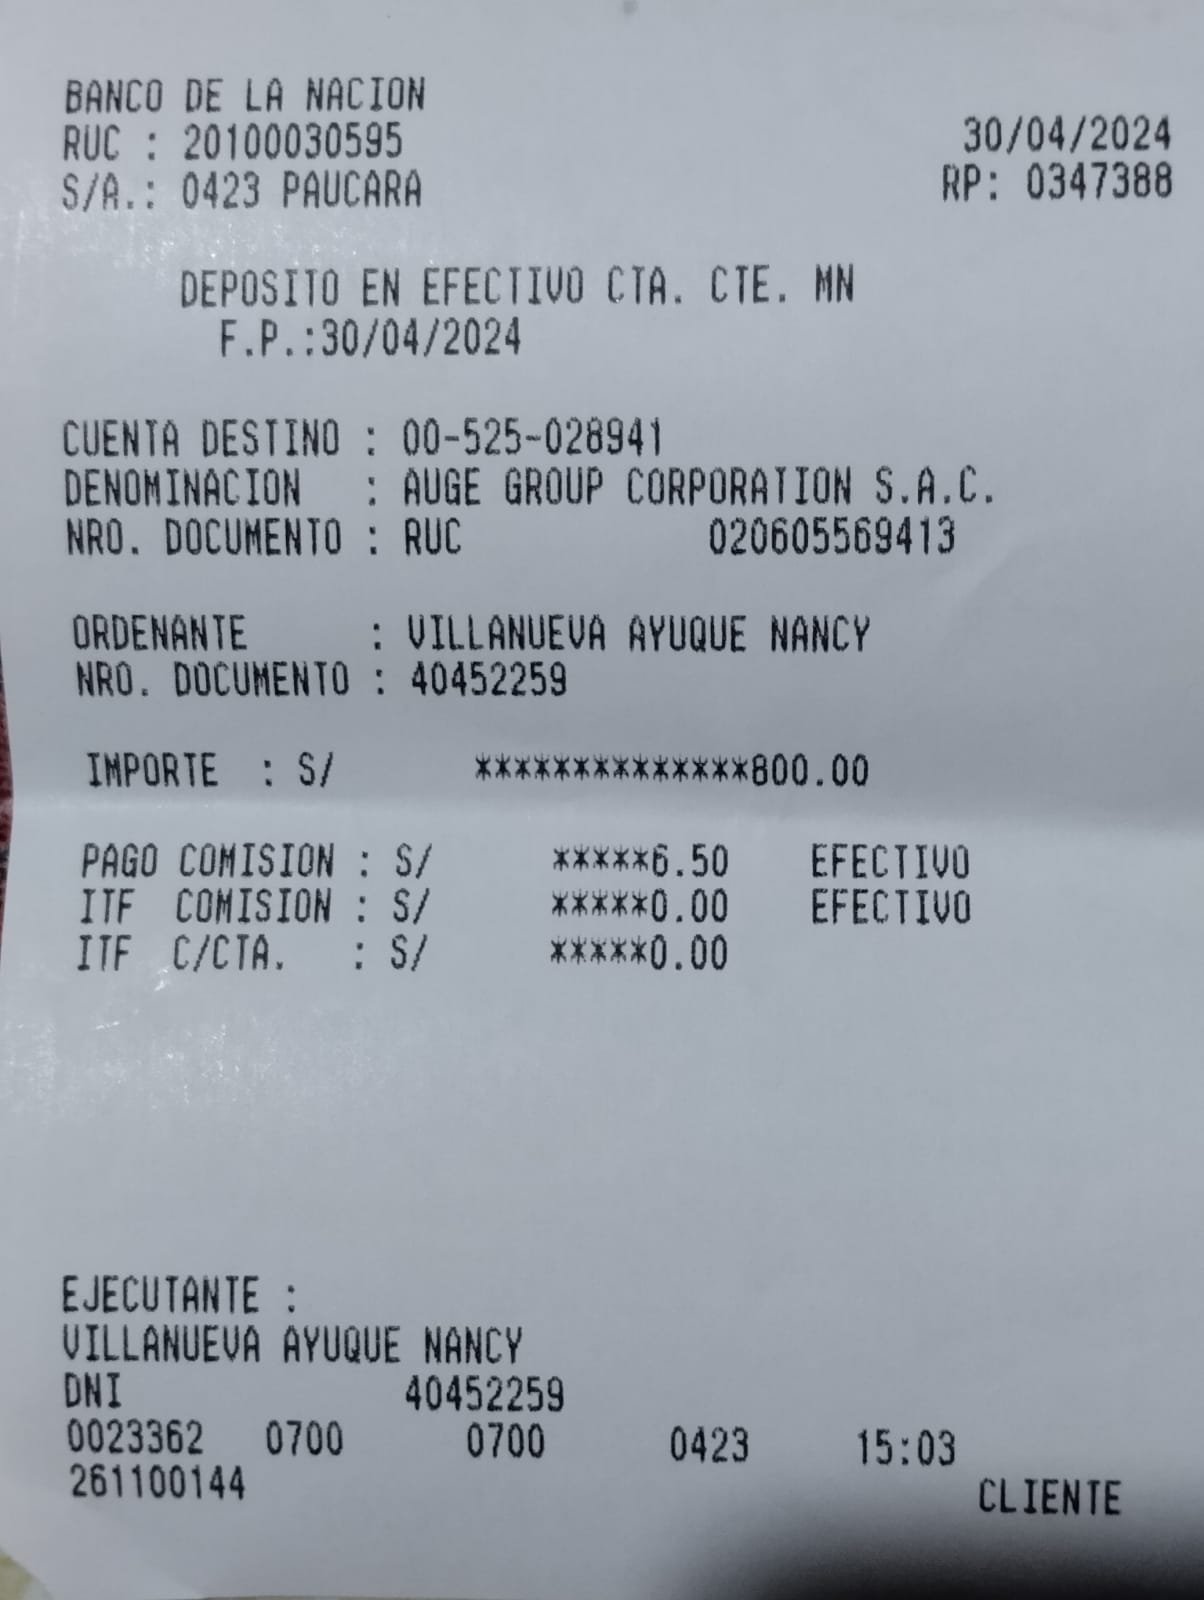 BANCO DE LA NACION
RUC : 20100030595 30/04/2024
S/A.: 0423 PAUCARA RP: 0347388
DEPOSITO EN EFECTIVO CTA. CTE. MN
F.P.:30/04/2024
CUENTA DESTINO : 00-525-028941
DENOMINACION : AUGE GROUP CORPORATION S.A.C.
NRO. DOCUMENTO : RUC 020605569413
ORDENANTE : VILLANUEVA AYUQUE NANCY
NRO. DOCUMENTO : 40452259
IMPORTE : S/ **************800.00
PAGO COMISION : S/ *****6.50 EFECTIVO
ITF COMISION : S/ *****0.00 EFECTIVO
ITF C/CTA. : S/ *****0.00
EJECUTANTE :
VILLANUEVA AYUQUE NANCY
DNI 40452259
0023362 0700 0700 0423 15:03
261100144 CLIENTE